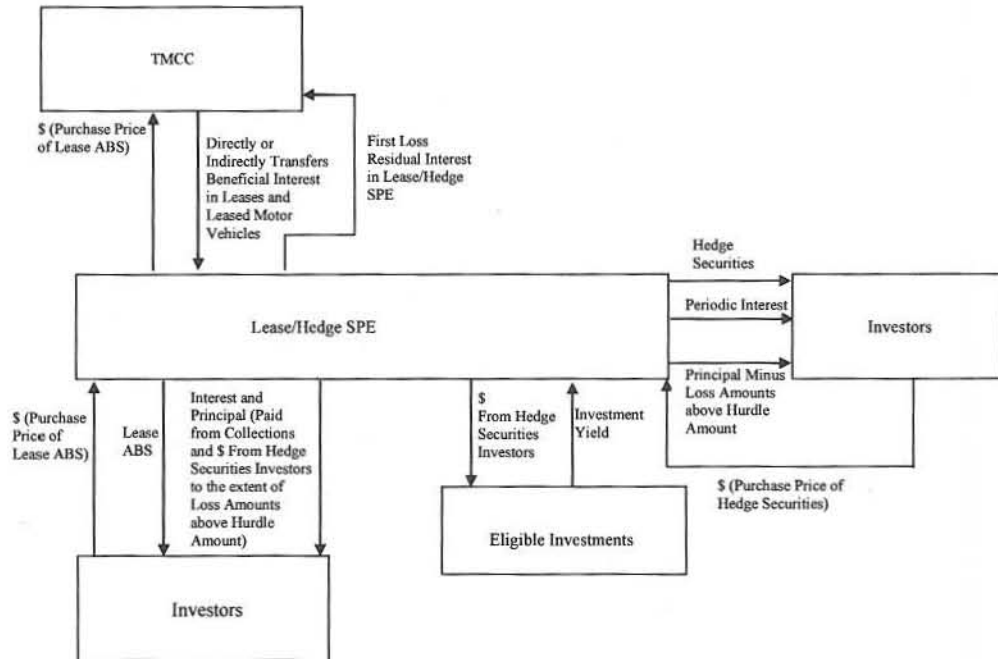 TMCC
$ (Purchase Price
of Lease ABS)
Directly or
Indirectly Transfers
Beneficial Interest
in Leases and
Leased Motor
Vehicles
First Loss
Residual Interest
in Lease/Hedge
SPE
Lease/Hedge SPE
Hedge
Securities
Periodic Interest
Principal Minus
Loss Amounts
above Hurdle
Amount
Investors
$ (Purchase
Price of
Lease ABS)
Lease
ABS
Interest and
Principal (Paid
from Collections
and $ From Hedge
Securities Investors
to the extent of
Loss Amounts
above Hurdle
Amount)
$
From Hedge
Securities
Investors
Investment
Yield
$ (Purchase Price of
Hedge Securities)
Eligible Investments
Investors